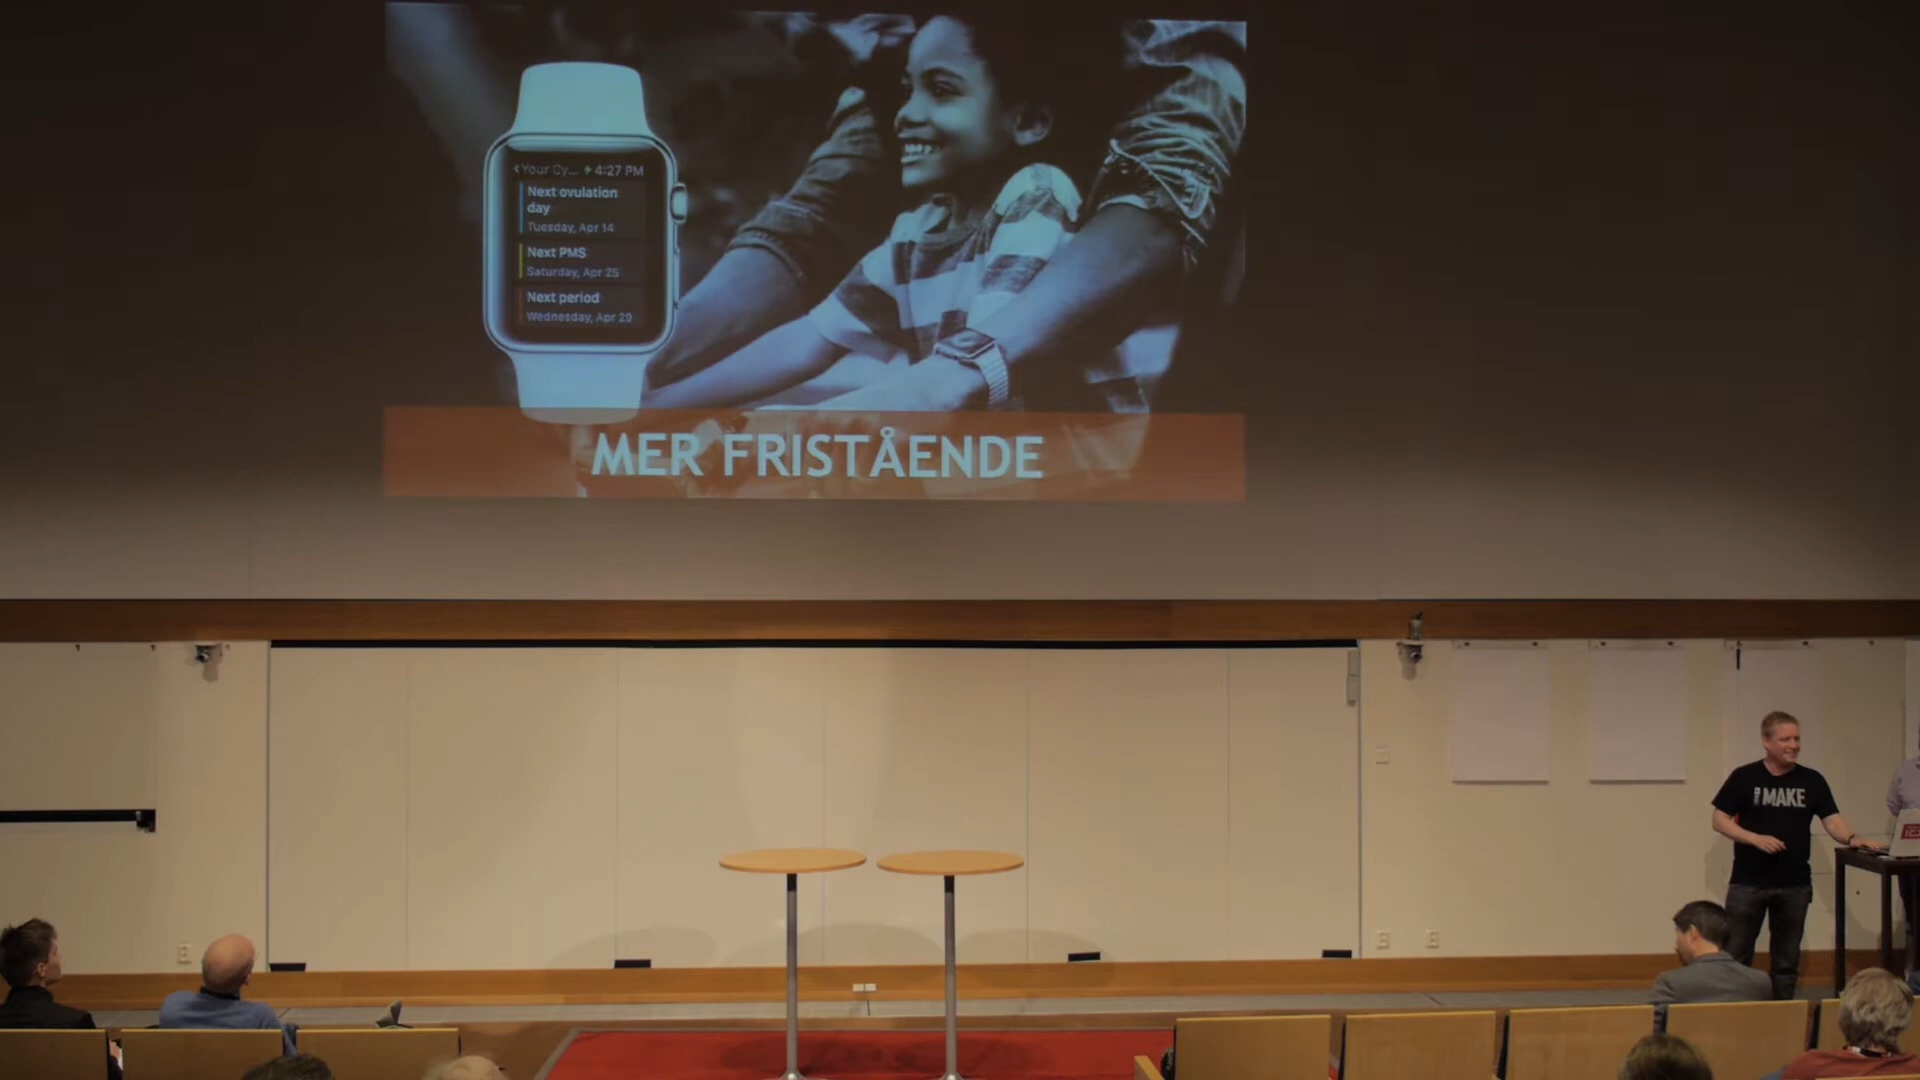 <Your Cy... 4:27 PM
Next ovulation
day
Tuesday, Apr 14
Next PMS
Saturday, Apr 25
Next period
Wednesday, Apr 29
MER FRISTÅENDE
MAKE